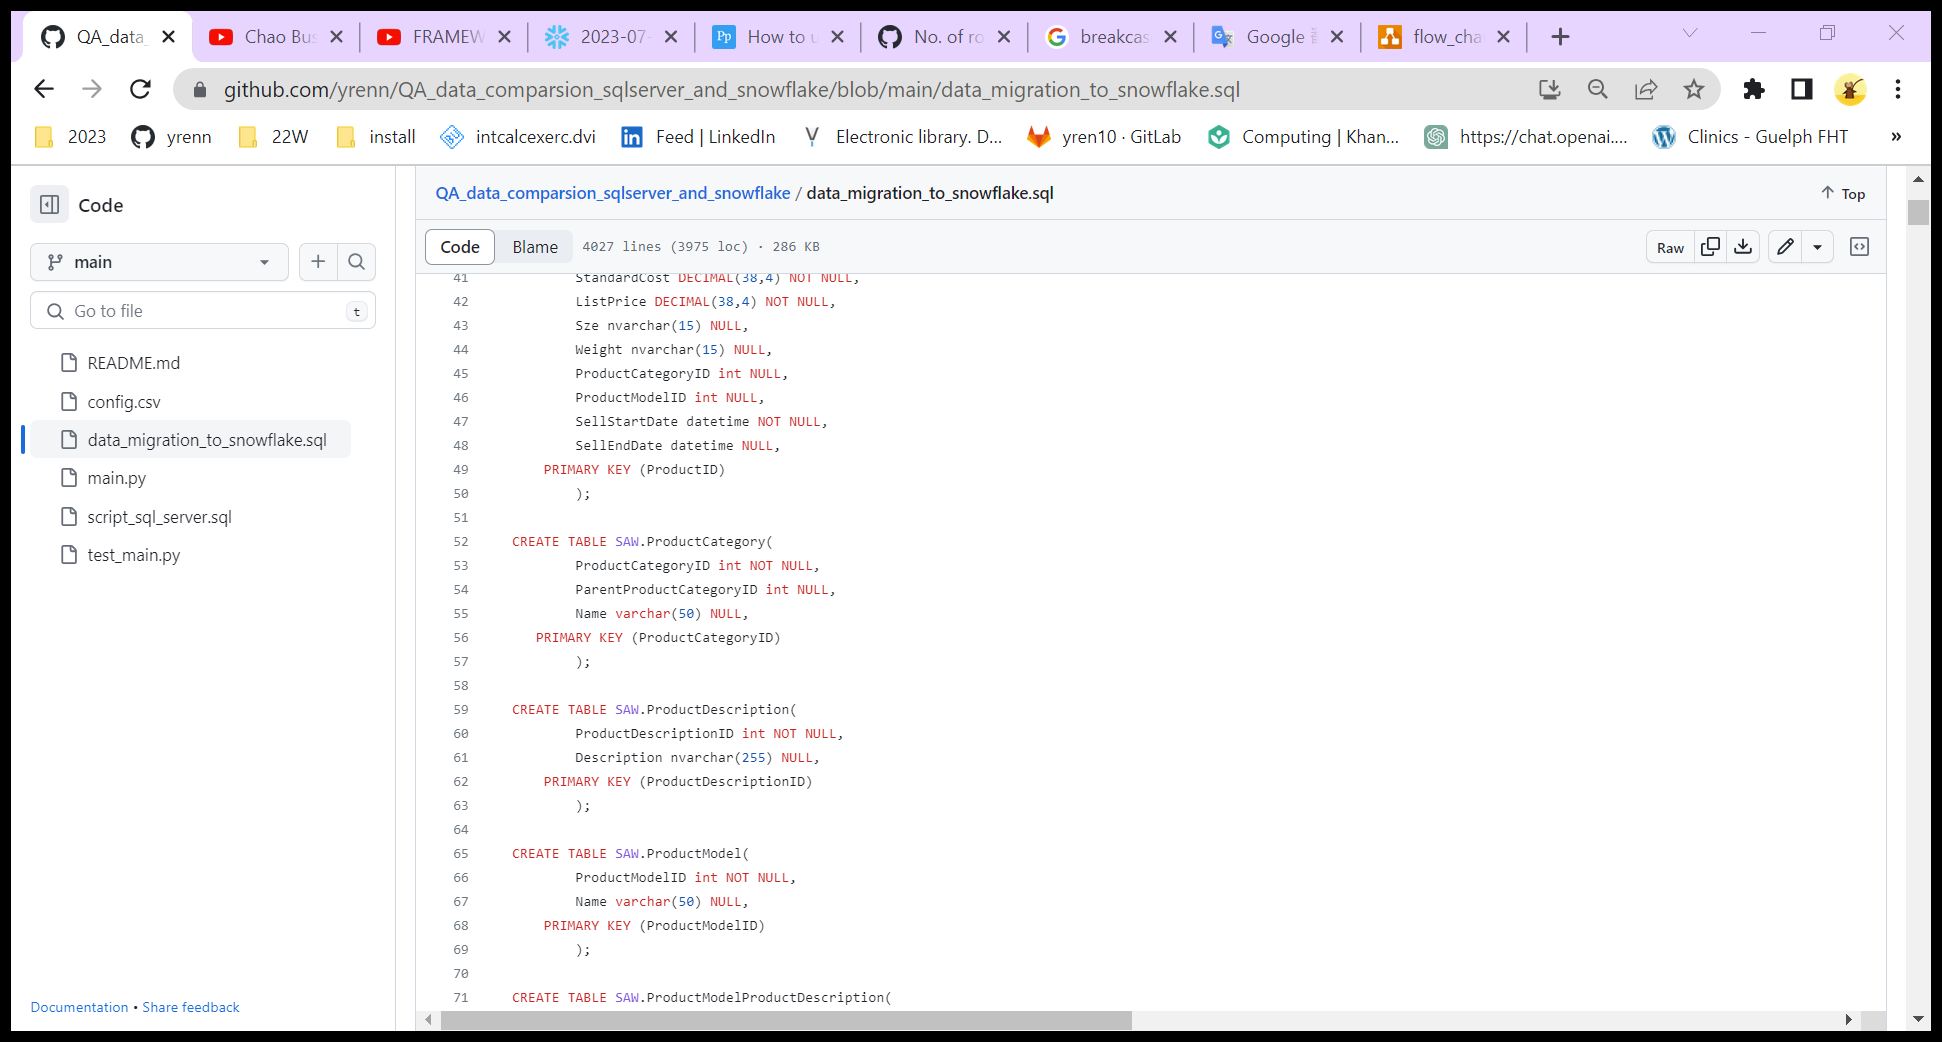 QA_data_ Chao Bus FRAMEW 2023-07- Pp How to u No. of ro breakcas Google flow_cha
github.com/yrenn/QA_data_comparsion_sqlserver_and_snowflake/blob/main/data_migration_to_snowflake.sql
2023 yrenn 22W install intcalcexerc.dvi in Feed | LinkedIn Electronic library. D... yren10 · GitLab Computing | Khan... https://chat.openai.... Clinics - Guelph FHT »
Code
main
Go to file t
README.md
config.csv
data_migration_to_snowflake.sql
main.py
script_sql_server.sql
test_main.py
Documentation • Share feedback
QA_data_comparsion_sqlserver_and_snowflake / data_migration_to_snowflake.sql
Top
Code Blame 4027 lines (3975 loc) · 286 KB Raw
41 StandardCost DECIMAL(38,4) NOT NULL,
42 ListPrice DECIMAL(38,4) NOT NULL,
43 Sze nvarchar(15) NULL,
44 Weight nvarchar(15) NULL,
45 ProductCategoryID int NULL,
46 ProductModelID int NULL,
47 SellStartDate datetime NOT NULL,
48 SellEndDate datetime NULL,
49 PRIMARY KEY (ProductID)
50 );
51
52 CREATE TABLE SAW.ProductCategory(
53 ProductCategoryID int NOT NULL,
54 ParentProductCategoryID int NULL,
55 Name varchar(50) NULL,
56 PRIMARY KEY (ProductCategoryID)
57 );
58
59 CREATE TABLE SAW.ProductDescription(
60 ProductDescriptionID int NOT NULL,
61 Description nvarchar(255) NULL,
62 PRIMARY KEY (ProductDescriptionID)
63 );
64
65 CREATE TABLE SAW.ProductModel(
66 ProductModelID int NOT NULL,
67 Name varchar(50) NULL,
68 PRIMARY KEY (ProductModelID)
69 );
70
71 CREATE TABLE SAW.ProductModelProductDescription(